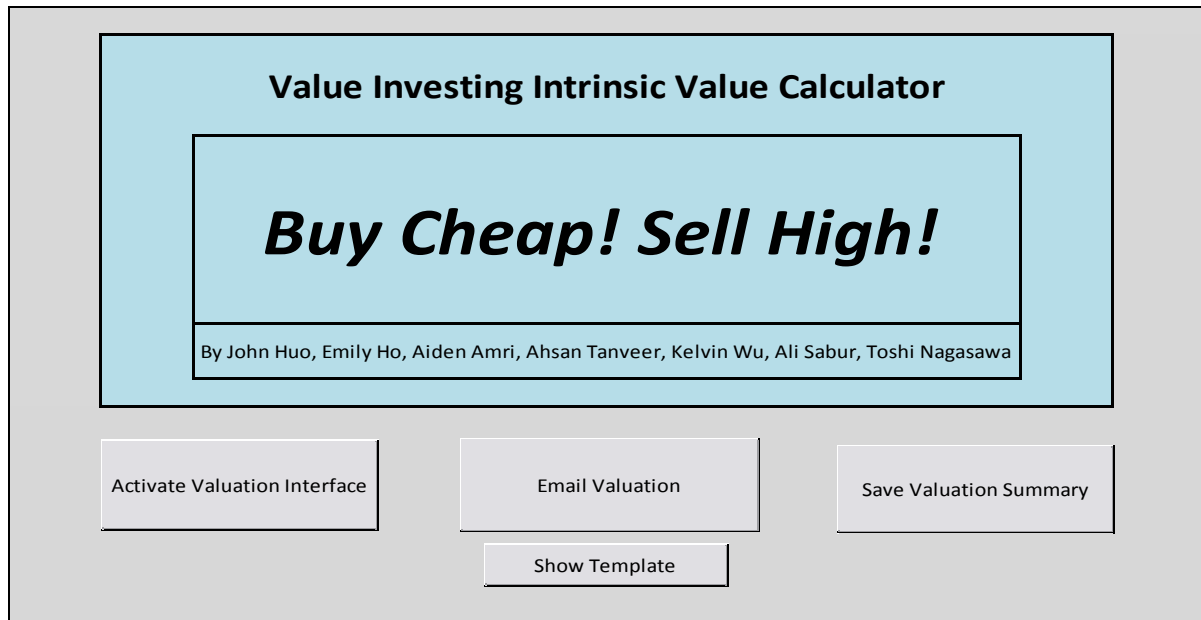 Value Investing Intrinsic Value Calculator
Buy Cheap! Sell High!
By John Huo, Emily Ho, Aiden Amri, Ahsan Tanveer, Kelvin Wu, Ali Sabur, Toshi Nagasawa
Activate Valuation Interface
Email Valuation
Save Valuation Summary
Show Template